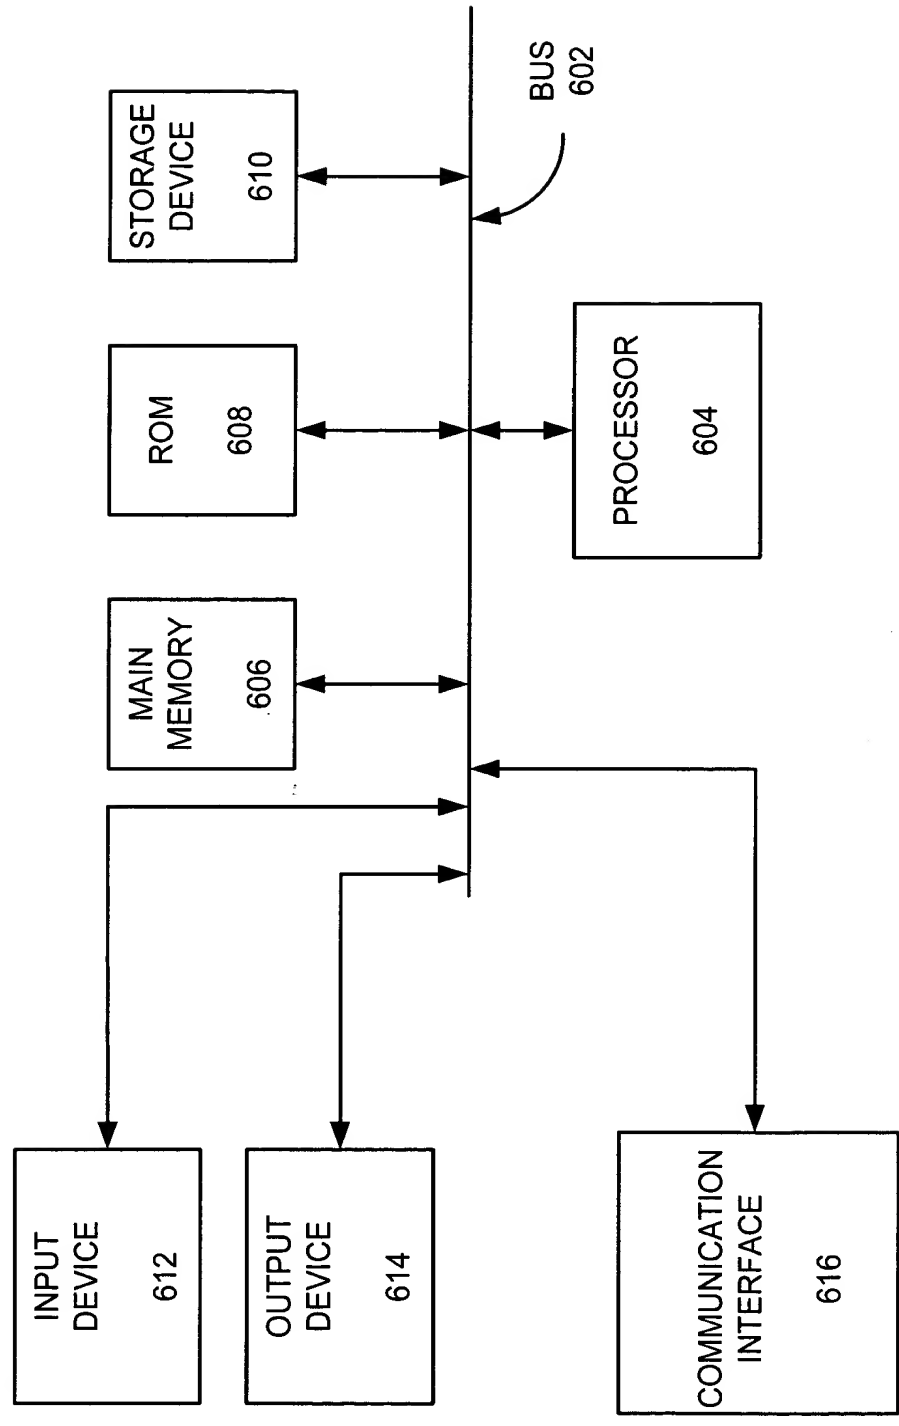 INPUT
DEVICE
612
MAIN
MEMORY
606
ROM
608
STORAGE
DEVICE
610
OUTPUT
DEVICE
614
BUS
602
COMMUNICATION
INTERFACE
616
PROCESSOR
604